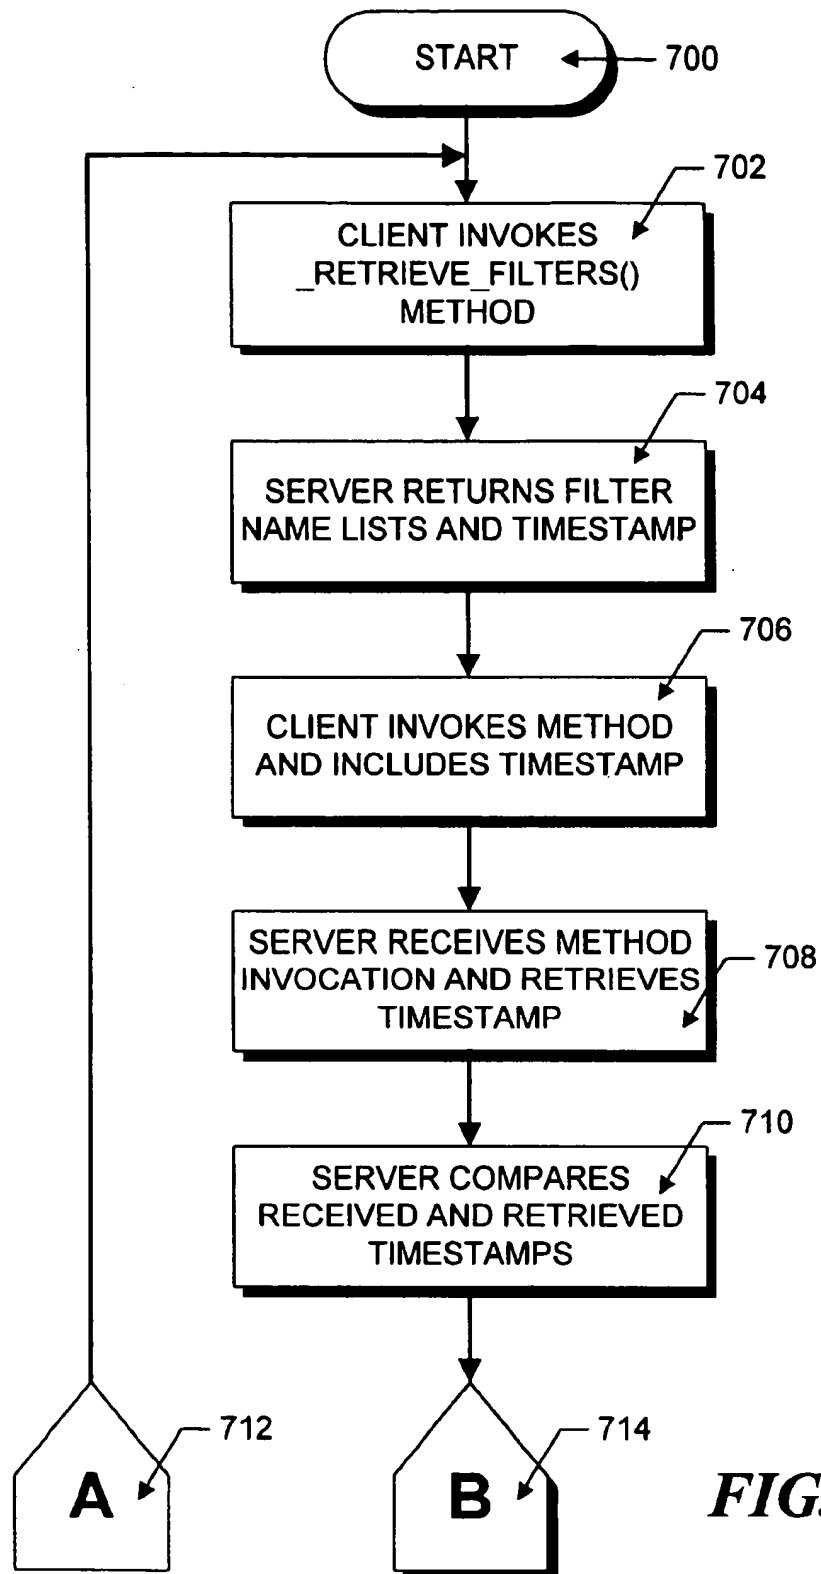 START
700
702
CLIENT INVOKES
_RETRIEVE_FILTERS()
METHOD
704
SERVER RETURNS FILTER
NAME LISTS AND TIMESTAMP
706
CLIENT INVOKES METHOD
AND INCLUDES TIMESTAMP
SERVER RECEIVES METHOD
INVOCATION AND RETRIEVES
TIMESTAMP
708
710
SERVER COMPARES
RECEIVED AND RETRIEVED
TIMESTAMPS
712
714
A
B
FIG.